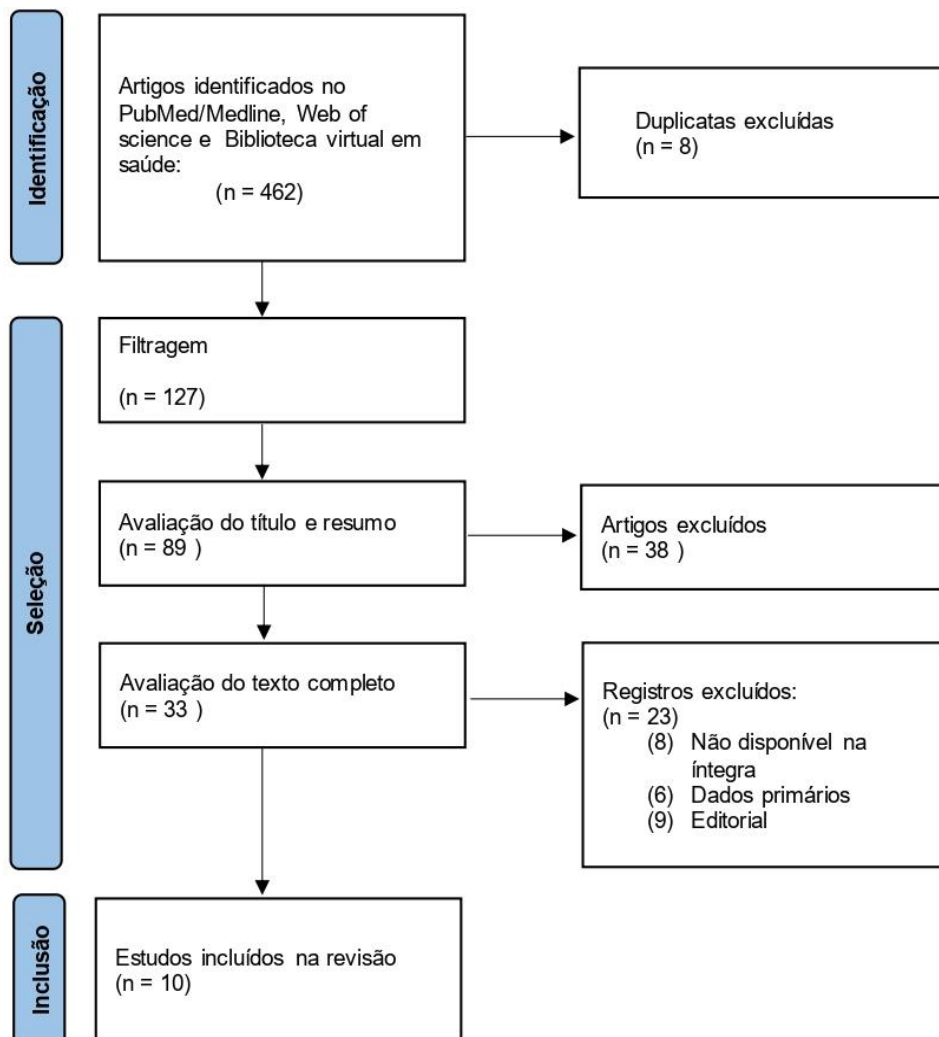 Identificação
Artigos identificados no
PubMed/Medline, Web of
science e Biblioteca virtual em
saúde:
(n = 462)
Duplicatas excluídas
(n = 8)
Seleção
Filtragem
(n = 127)
Avaliação do título e resumo
(n = 89 )
Artigos excluídos
(n = 38 )
Avaliação do texto completo
(n = 33 )
Registros excluídos:
(n = 23)
(8) Não disponível na
íntegra
(6) Dados primários
(9) Editorial
Inclusão
Estudos incluídos na revisão
(n = 10)